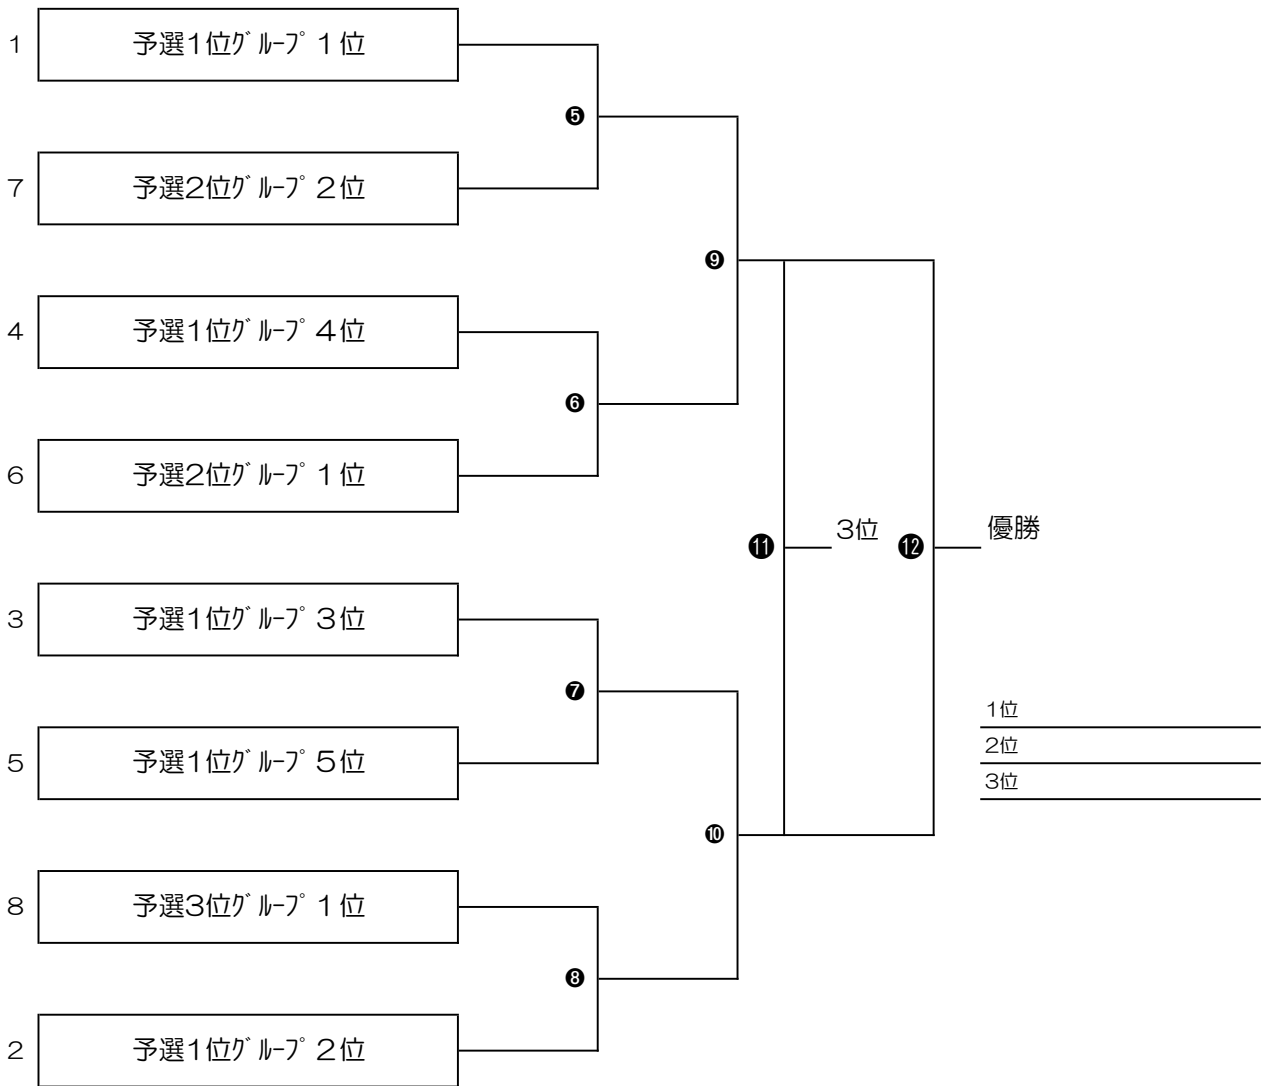 1 予選1位グループ１位
❺
7 予選2位グループ２位
❾
4 予選1位グループ４位
❻
6 予選2位グループ１位
⓫ 3位 ⓬ 優勝
3 予選1位グループ３位
❼
1位
2位
5 予選1位グループ５位
3位
❿
8 予選3位グループ１位
❽
2 予選1位グループ２位